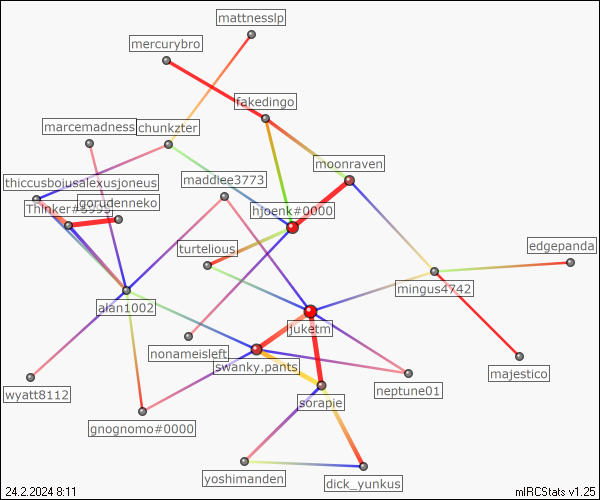 mattnesslp
mercurybro
fakedingo
marcemadness
chunkzter
moonraven
maddiee3773
thiccusbojusalexusjoneus
gorudenneko
Thinker#5995
hjoenk#0000
turtelious
edgepanda
mingus4742
alan1002
juketm
nonameisleft
swanky.pants
majestico
wyatt8112
neptune01
sorapie
gnognomo#0000
yoshimanden
dick_yunkus
24.2.2024 8:11
mIRCStats v1.25